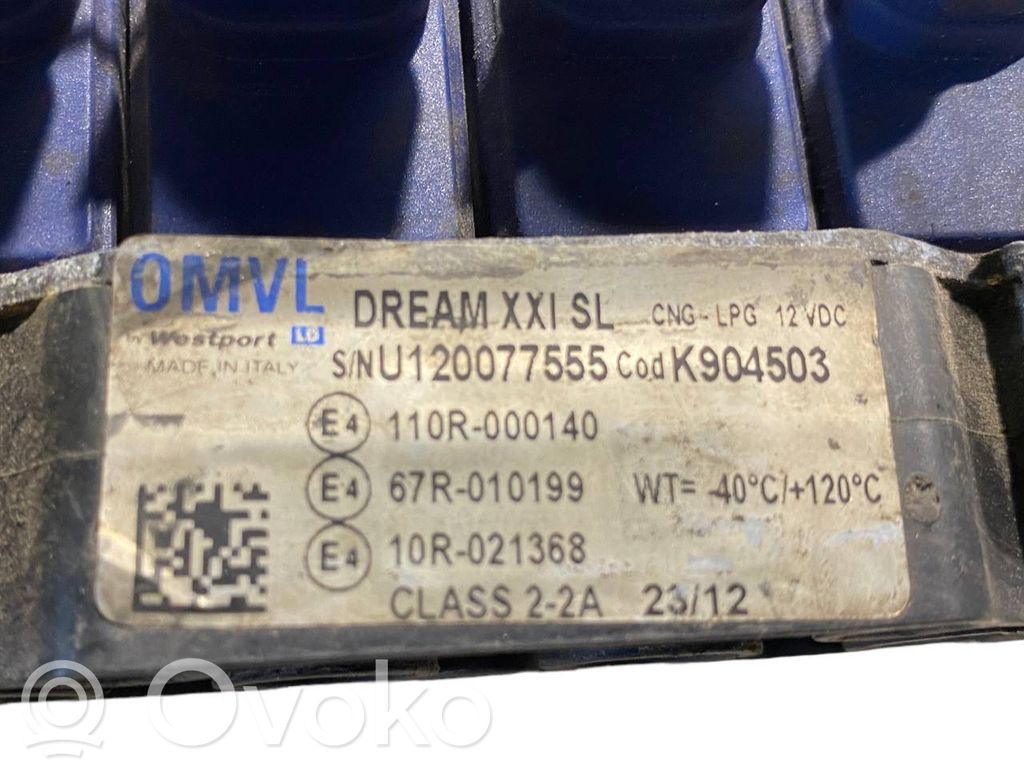 OMVL DREAM XXI SL CNG-LPG 12 VDC
by Westport LD
MADE IN ITALY S/N U120077555 Cod K904503
E4 110R-000140
E4 67R-010199 WT= -40°C/+120°C
E4 10R-021368
CLASS 2-2A 23/12
Ovoko